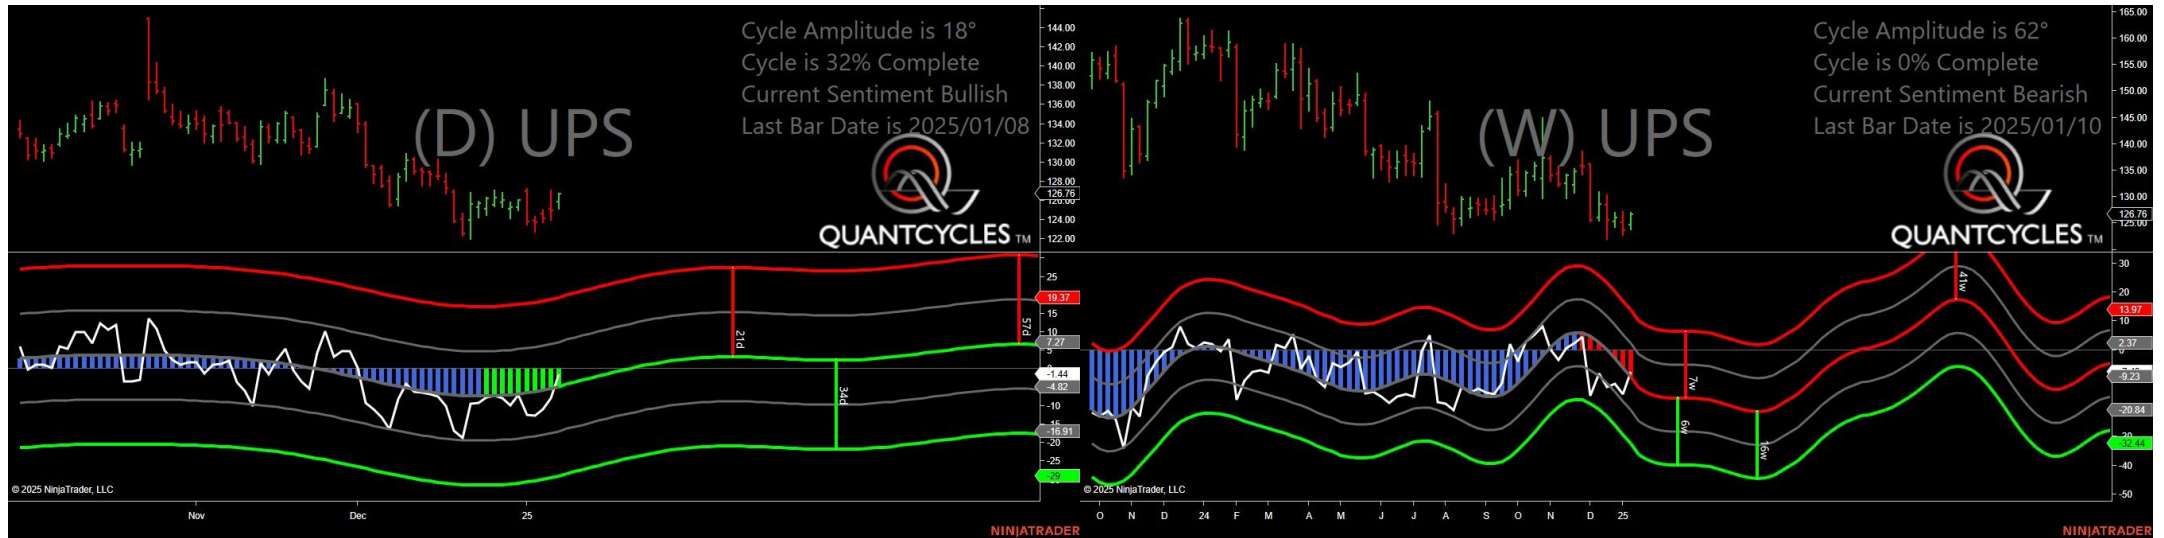 Cycle Amplitude is 18°
Cycle is 32% Complete
Current Sentiment Bullish
Last Bar Date is 2025/01/08
(D) UPS
QUANTCYCLES TM
144.00
142.00
140.00
138.00
136.00
134.00
132.00
130.00
128.00
126.76
126.00
124.00
122.00
25
19.37
15
10
7.27
5
-1.44
-4.82
-10
-16.91
-20
-25
-29
21d
34d
57d
© 2025 NinjaTrader, LLC
Nov
Dec
25
NINJATRADER
Cycle Amplitude is 62°
Cycle is 0% Complete
Current Sentiment Bearish
Last Bar Date is 2025/01/10
(W) UPS
QUANTCYCLES TM
165.00
160.00
155.00
150.00
145.00
140.00
135.00
130.00
126.76
125.00
30
20
13.97
10
2.37
0
-9.23
-20.84
-32.44
-40
-50
41w
7w
6w
16w
© 2025 NinjaTrader, LLC
O N D 24 F M A M J J A S O N D 25
NINJATRADER